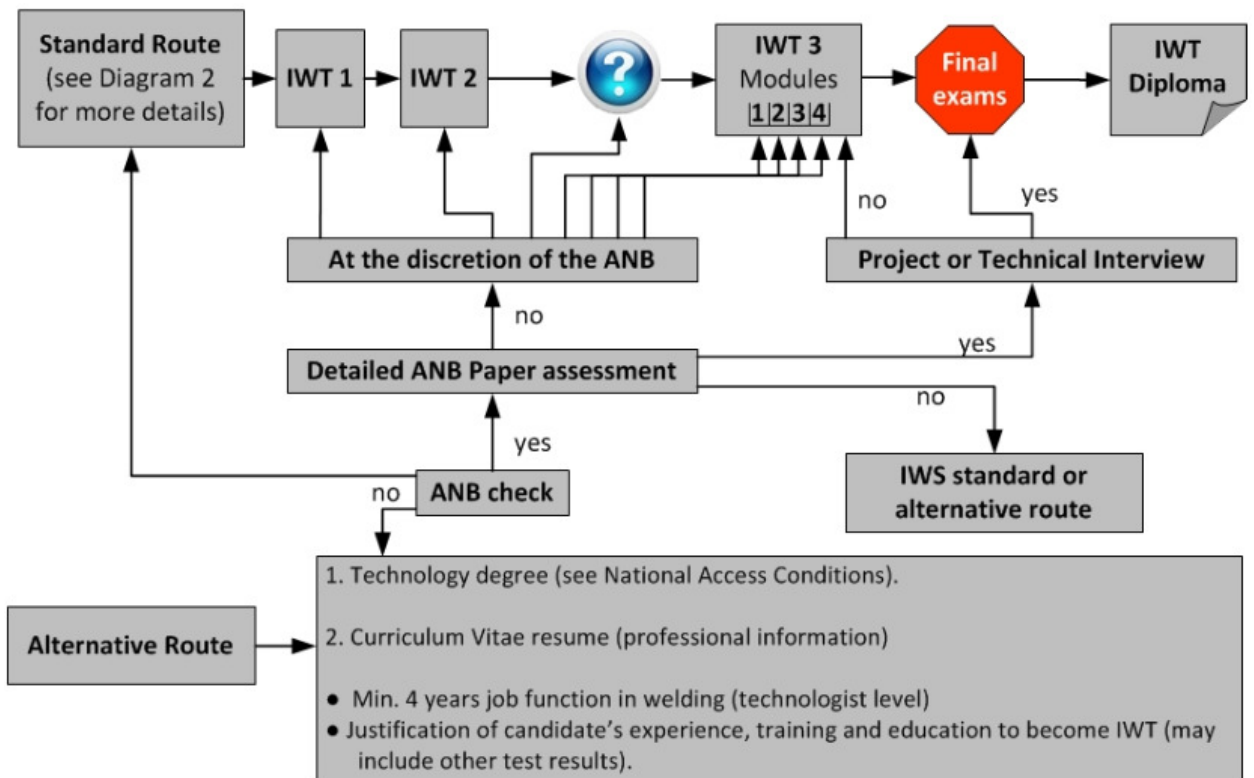 Standard Route
(see Diagram 2
for more details)
IWT 1
IWT 2
?
IWT 3
Modules
1 2 3 4
Final
exams
IWT
Diploma
no
yes
At the discretion of the ANB
Project or Technical Interview
no
yes
Detailed ANB Paper assessment
no
yes
IWS standard or
alternative route
no
ANB check
1. Technology degree (see National Access Conditions).
Alternative Route
2. Curriculum Vitae resume (professional information)
● Min. 4 years job function in welding (technologist level)
● Justification of candidate's experience, training and education to become IWT (may
include other test results).